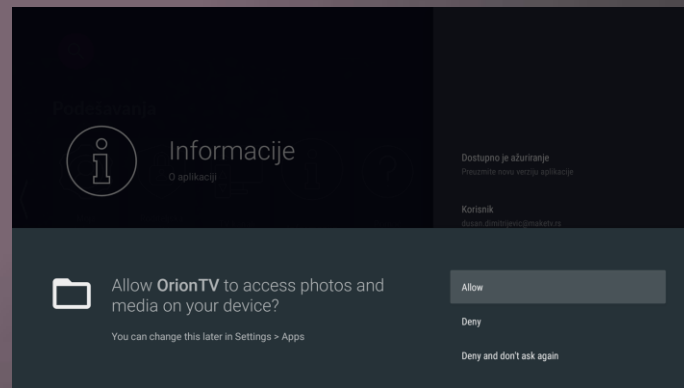 Podešavanja
Informacije
O aplikaciji
Dostupno je ažuriranje
Preuzmite novu verziju aplikacije
Korisnik
dusan.dimitrijevic@maketv.rs
Allow OrionTV to access photos and
media on your device?
You can change this later in Settings > Apps
Allow
Deny
Deny and don't ask again